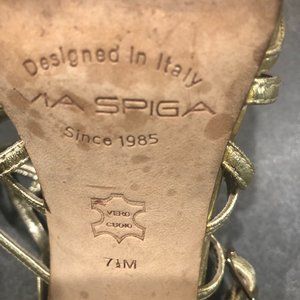 Designed in Italy
VIA SPIGA
Since 1985
VERO
CUOIO
7½M